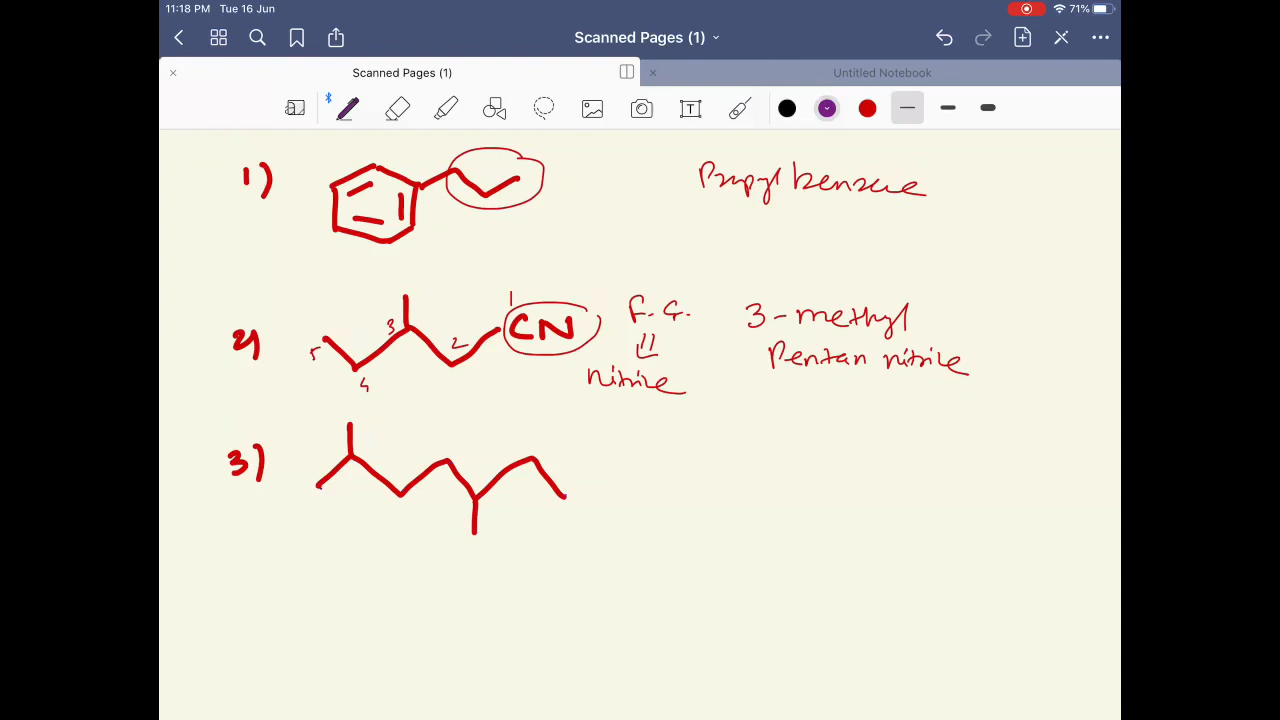 11:18 PM Tue 16 Jun
71%
Scanned Pages (1)
Scanned Pages (1)
Untitled Notebook
T
1)
Propyl benzene
2)
1
2
3
4
5
CN
F.G.
nitrile
3-methyl
Pentan nitrile
3)